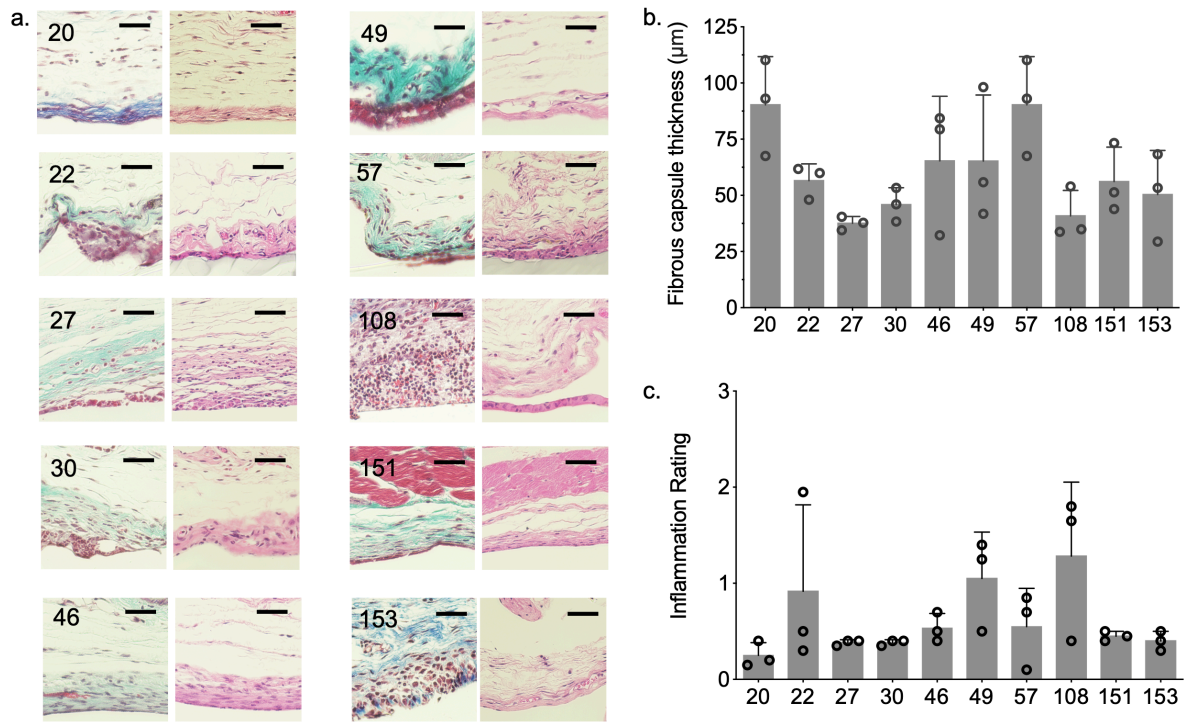 a.
20
49
22
57
27
108
30
151
46
153
b.
Fibrous capsule thickness (μm)
125
100
75
50
25
0
20 22 27 30 46 49 57 108 151 153
c.
Inflammation Rating
3
2
1
0
20 22 27 30 46 49 57 108 151 153